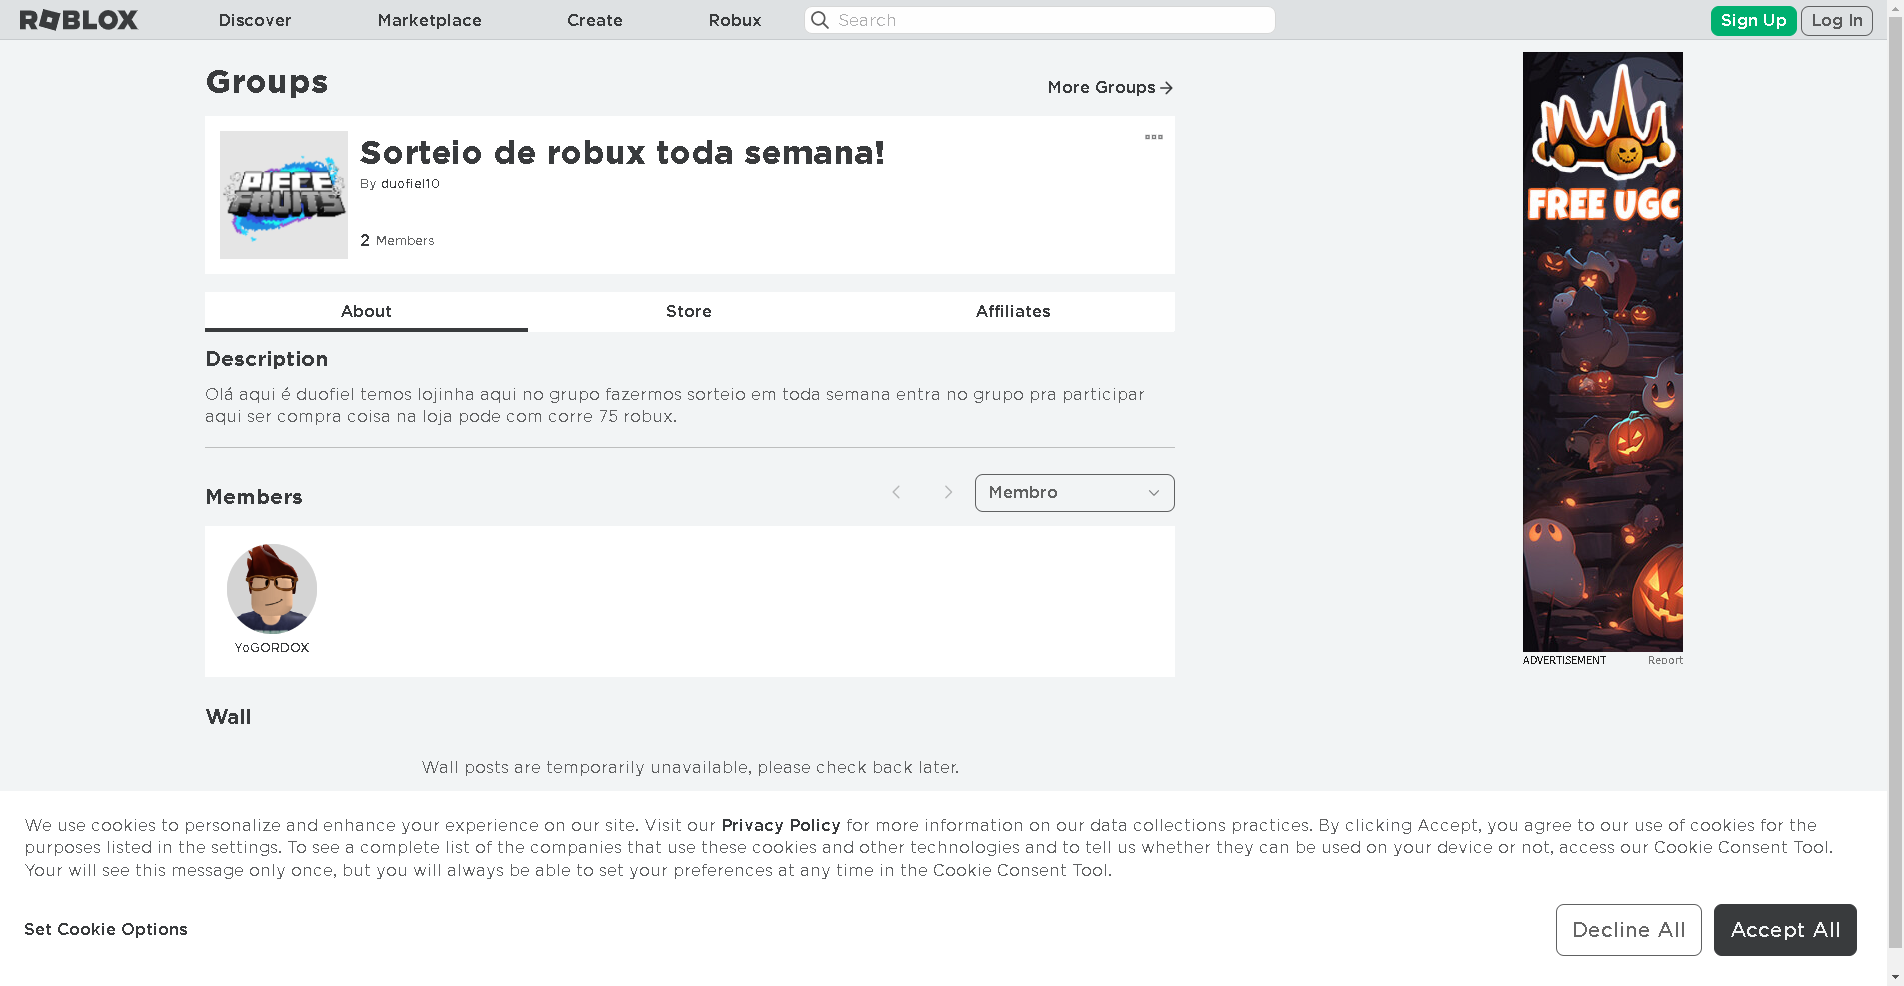 ROBLOX
Discover
Marketplace
Create
Robux
Search
Sign Up
Log In
Groups
More Groups
PIECE
FRUITS
Sorteio de robux toda semana!
By duofiel10
2 Members
About
Store
Affiliates
Description
Olá aqui é duofiel temos lojinha aqui no grupo fazermos sorteio em toda semana entra no grupo pra participar
aqui ser compra coisa na loja pode com corre 75 robux.
Members
Membro
YoGORDOX
Wall
Wall posts are temporarily unavailable, please check back later.
FREE UGC
ADVERTISEMENT
Report
We use cookies to personalize and enhance your experience on our site. Visit our Privacy Policy for more information on our data collections practices. By clicking Accept, you agree to our use of cookies for the
purposes listed in the settings. To see a complete list of the companies that use these cookies and other technologies and to tell us whether they can be used on your device or not, access our Cookie Consent Tool.
Your will see this message only once, but you will always be able to set your preferences at any time in the Cookie Consent Tool.
Set Cookie Options
Decline All
Accept All